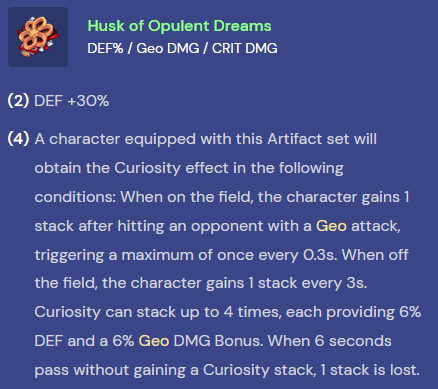 Husk of Opulent Dreams
DEF% / Geo DMG / CRIT DMG
(2) DEF +30%
(4) A character equipped with this Artifact set will
obtain the Curiosity effect in the following
conditions: When on the field, the character gains 1
stack after hitting an opponent with a Geo attack,
triggering a maximum of once every 0.3s. When off
the field, the character gains 1 stack every 3s.
Curiosity can stack up to 4 times, each providing 6%
DEF and a 6% Geo DMG Bonus. When 6 seconds
pass without gaining a Curiosity stack, 1 stack is lost.